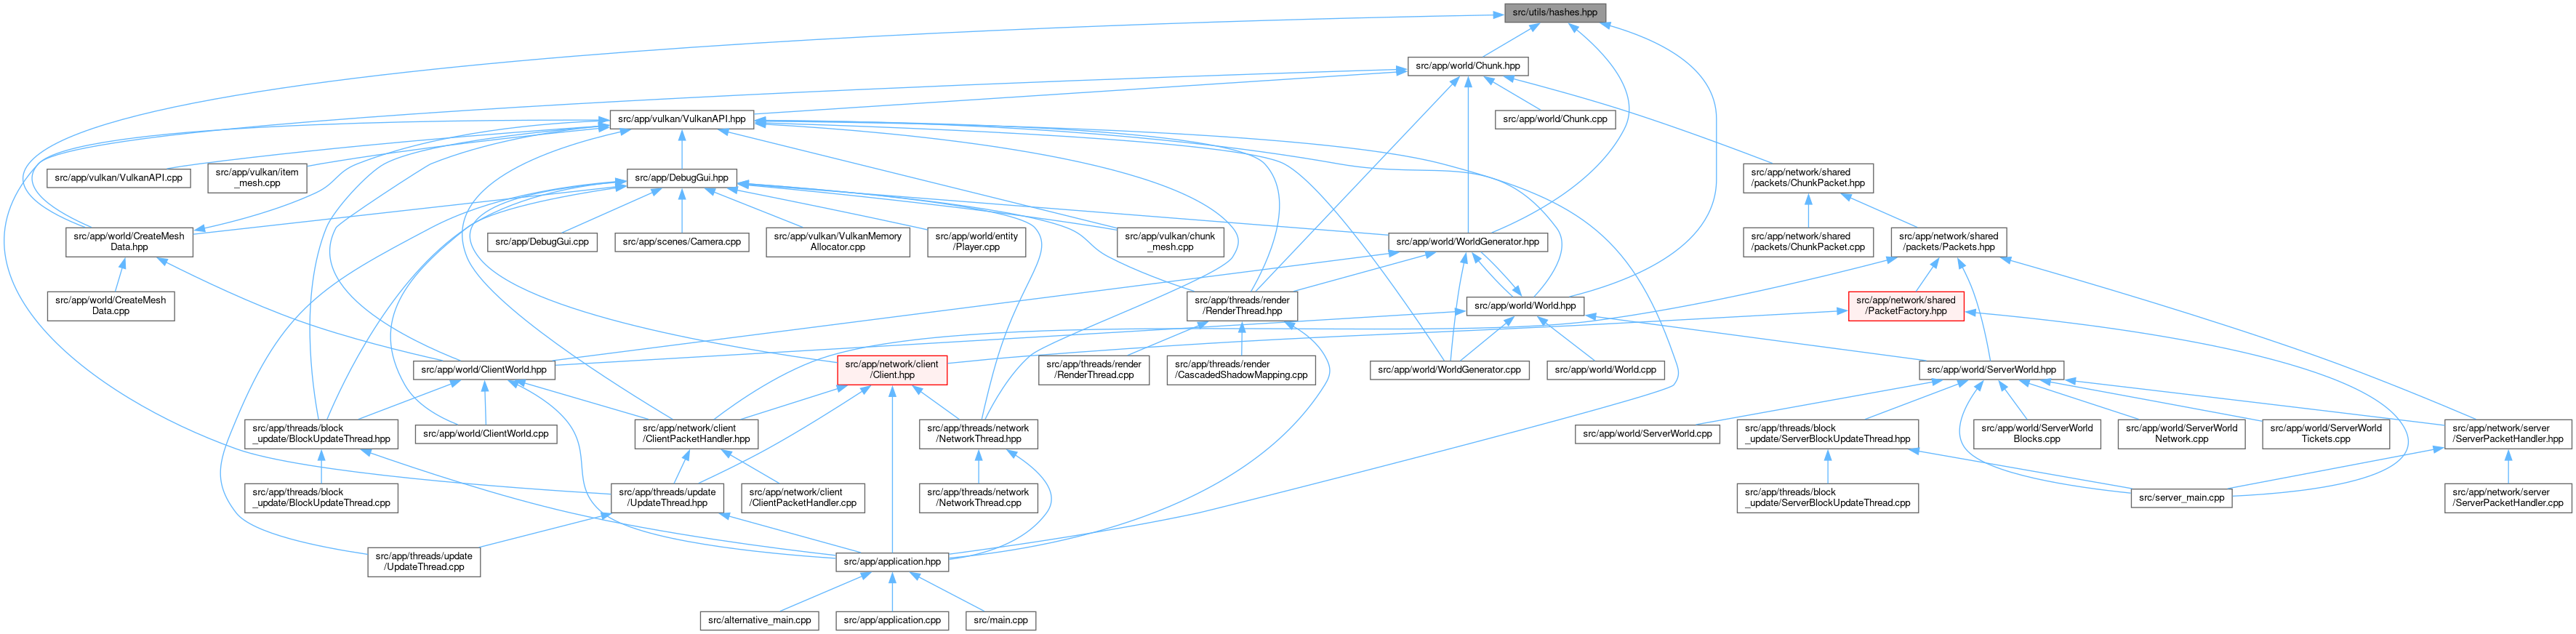 src/utils/hashes.hpp
src/app/world/Chunk.hpp
src/app/vulkan/VulkanAPI.hpp
src/app/world/Chunk.cpp
src/app/vulkan/VulkanAPI.cpp
src/app/vulkan/item
_mesh.cpp
src/app/DebugGui.hpp
src/app/network/shared
/packets/ChunkPacket.hpp
src/app/world/CreateMesh
Data.hpp
src/app/DebugGui.cpp
src/app/scenes/Camera.cpp
src/app/vulkan/VulkanMemory
Allocator.cpp
src/app/world/entity
/Player.cpp
src/app/vulkan/chunk
_mesh.cpp
src/app/world/WorldGenerator.hpp
src/app/network/shared
/packets/ChunkPacket.cpp
src/app/network/shared
/packets/Packets.hpp
src/app/world/CreateMesh
Data.cpp
src/app/threads/render
/RenderThread.hpp
src/app/world/World.hpp
src/app/network/shared
/PacketFactory.hpp
src/app/world/ClientWorld.hpp
src/app/network/client
/Client.hpp
src/app/threads/render
/RenderThread.cpp
src/app/threads/render
/CascadedShadowMapping.cpp
src/app/world/WorldGenerator.cpp
src/app/world/World.cpp
src/app/world/ServerWorld.hpp
src/app/threads/block
_update/BlockUpdateThread.hpp
src/app/world/ClientWorld.cpp
src/app/network/client
/ClientPacketHandler.hpp
src/app/threads/network
/NetworkThread.hpp
src/app/world/ServerWorld.cpp
src/app/threads/block
_update/ServerBlockUpdateThread.hpp
src/app/world/ServerWorld
Blocks.cpp
src/app/world/ServerWorld
Network.cpp
src/app/world/ServerWorld
Tickets.cpp
src/app/network/server
/ServerPacketHandler.hpp
src/app/threads/block
_update/BlockUpdateThread.cpp
src/app/threads/update
/UpdateThread.hpp
src/app/network/client
/ClientPacketHandler.cpp
src/app/threads/network
/NetworkThread.cpp
src/app/threads/block
_update/ServerBlockUpdateThread.cpp
src/server_main.cpp
src/app/network/server
/ServerPacketHandler.cpp
src/app/threads/update
/UpdateThread.cpp
src/app/application.hpp
src/alternative_main.cpp
src/app/application.cpp
src/main.cpp